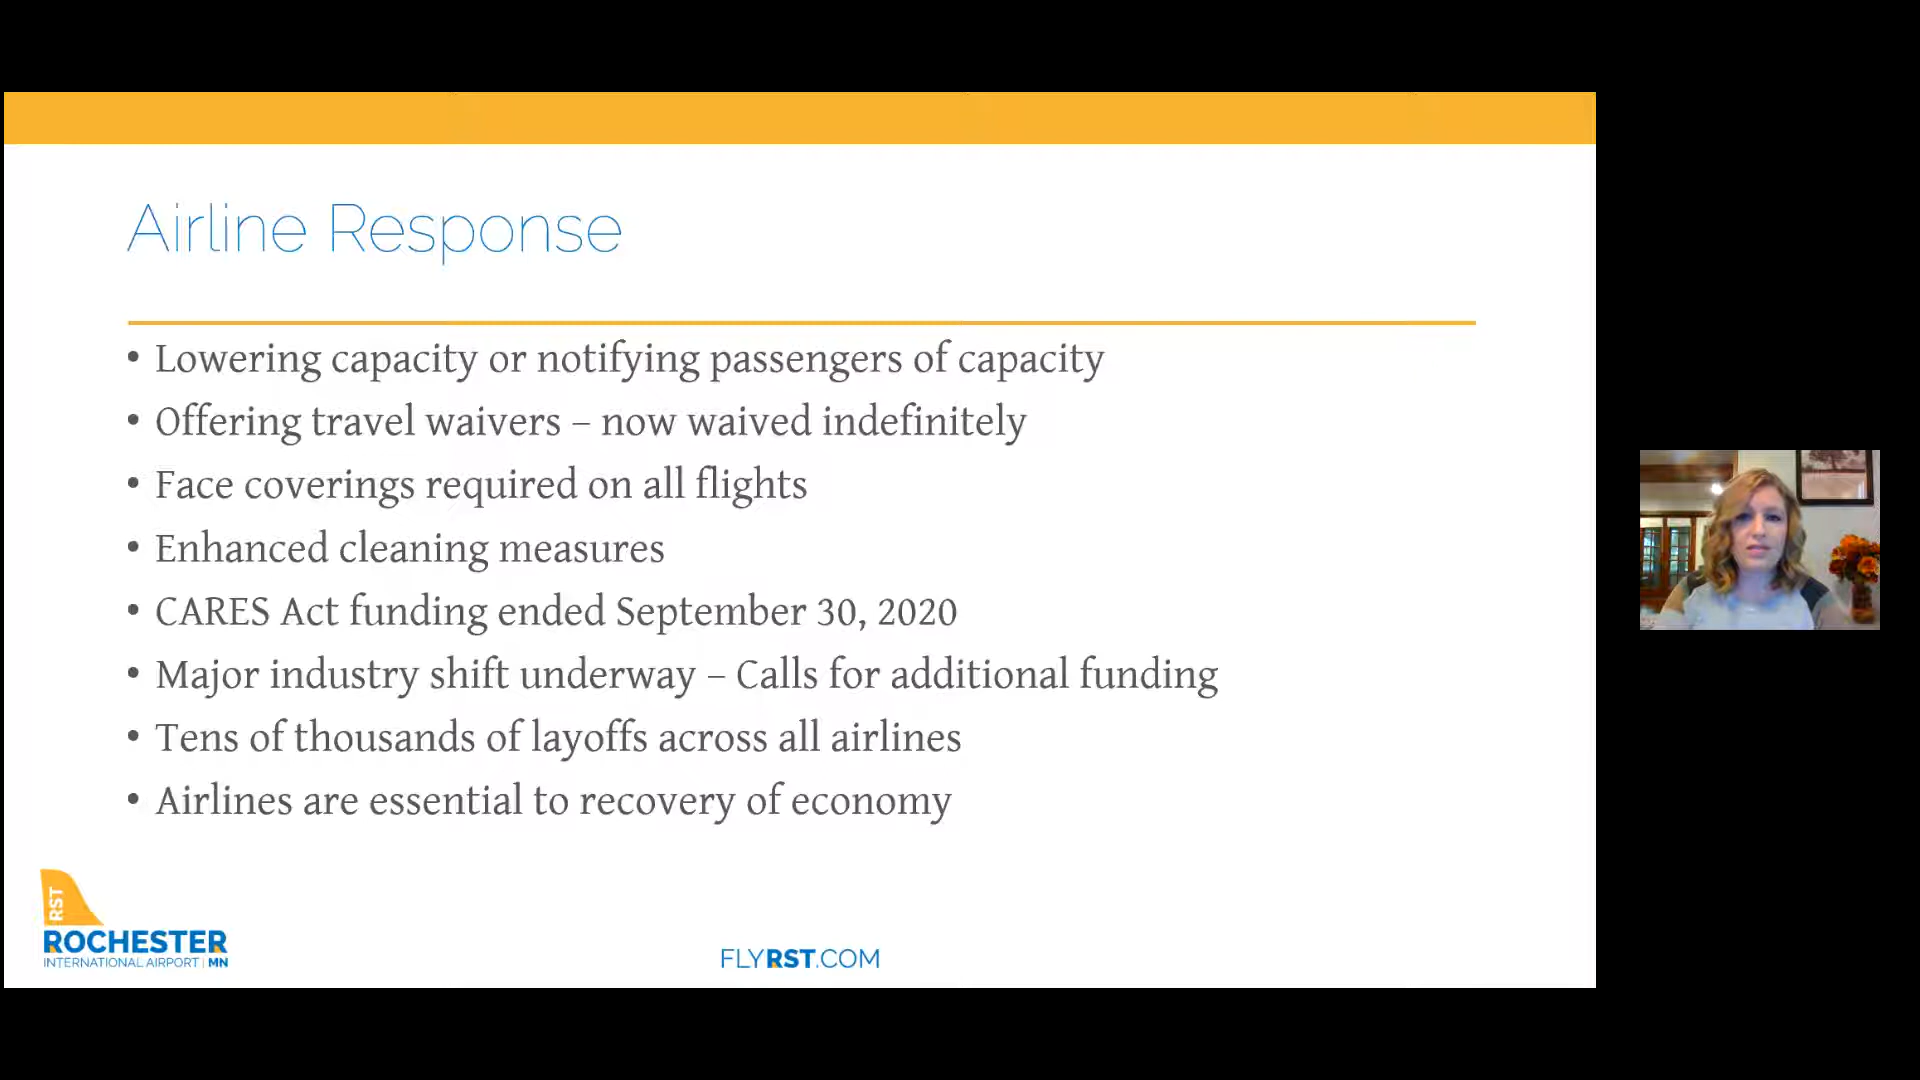 Airline Response
• Lowering capacity or notifying passengers of capacity
• Offering travel waivers – now waived indefinitely
• Face coverings required on all flights
• Enhanced cleaning measures
• CARES Act funding ended September 30, 2020
• Major industry shift underway – Calls for additional funding
• Tens of thousands of layoffs across all airlines
• Airlines are essential to recovery of economy
RST
ROCHESTER
INTERNATIONAL AIRPORT | MN
FLYRST.COM